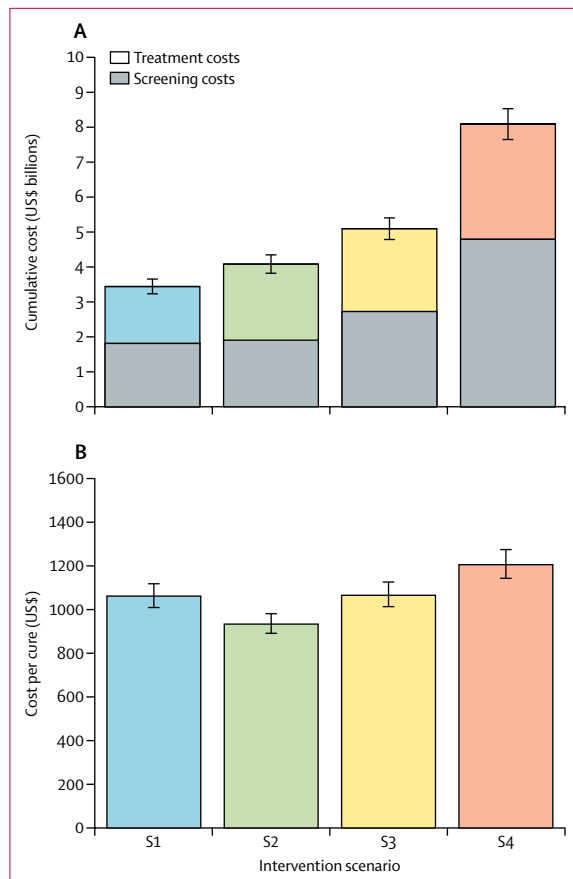 A
Treatment costs
Screening costs
10
9
8
7
6
5
4
3
2
1
0
Cumulative cost (US$ billions)
B
1600
1400
1200
1000
800
600
400
200
0
Cost per cure (US$)
S1 S2 S3 S4
Intervention scenario